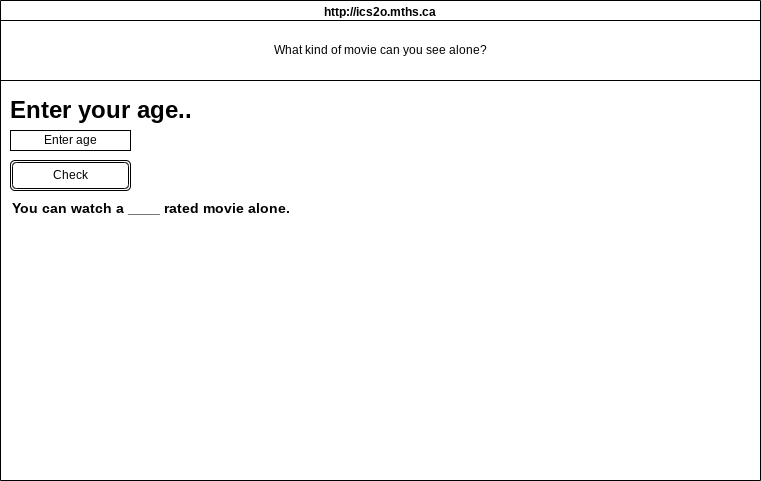 http://ics2o.mths.ca
What kind of movie can you see alone?
Enter your age..
Enter age
Check
You can watch a ____ rated movie alone.